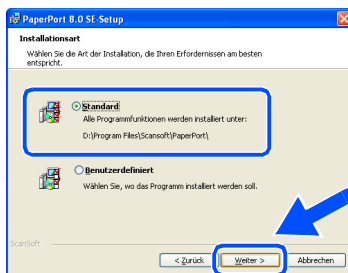 PaperPort 8.0 SE-Setup
Installationsart
Wählen Sie die Art der Installation, die Ihren Erfordernissen am besten
entspricht.
Standard
Alle Programmfunktionen werden installiert unter:
D:\Program Files\Scansoft\PaperPort\
Benutzerdefiniert
Wählen Sie, wo das Programm installiert werden soll.
ScanSoft
< Zurück
Weiter >
Abbrechen